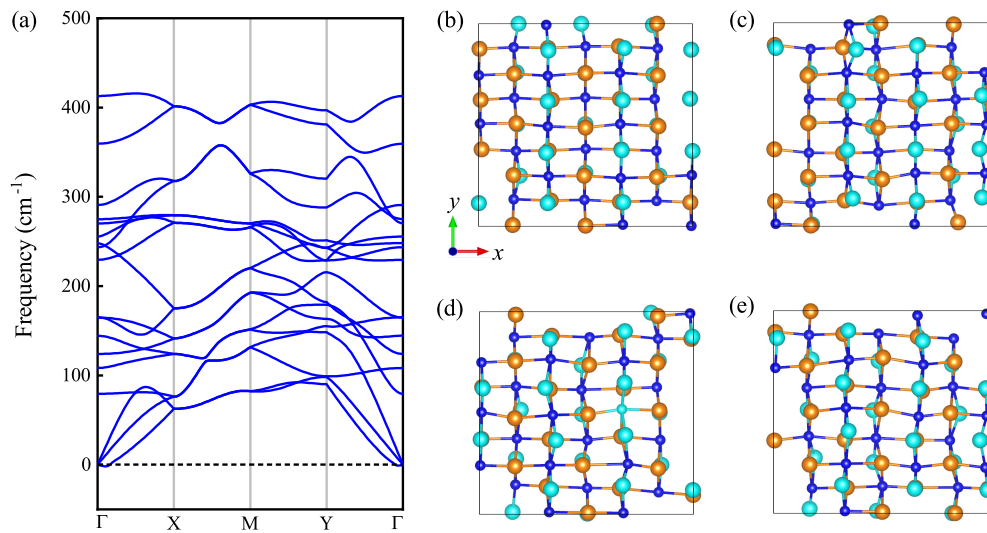 (a)
500
400
300
200
100
0
Frequency (cm⁻¹)
Γ X M Y Γ
(b)
(c)
y
x
(d)
(e)